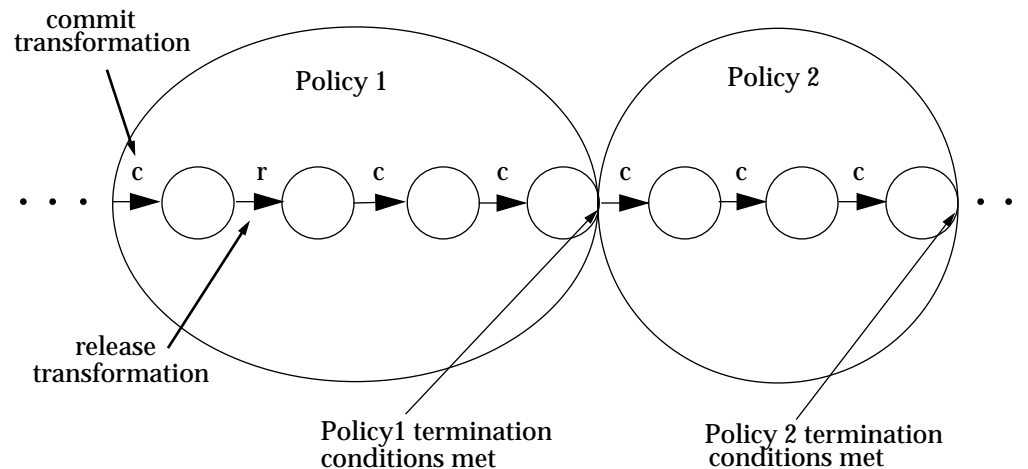 commit
transformation
Policy 1
Policy 2
c
r
c
c
c
c
c
release
transformation
Policy1 termination
conditions met
Policy 2 termination
conditions met